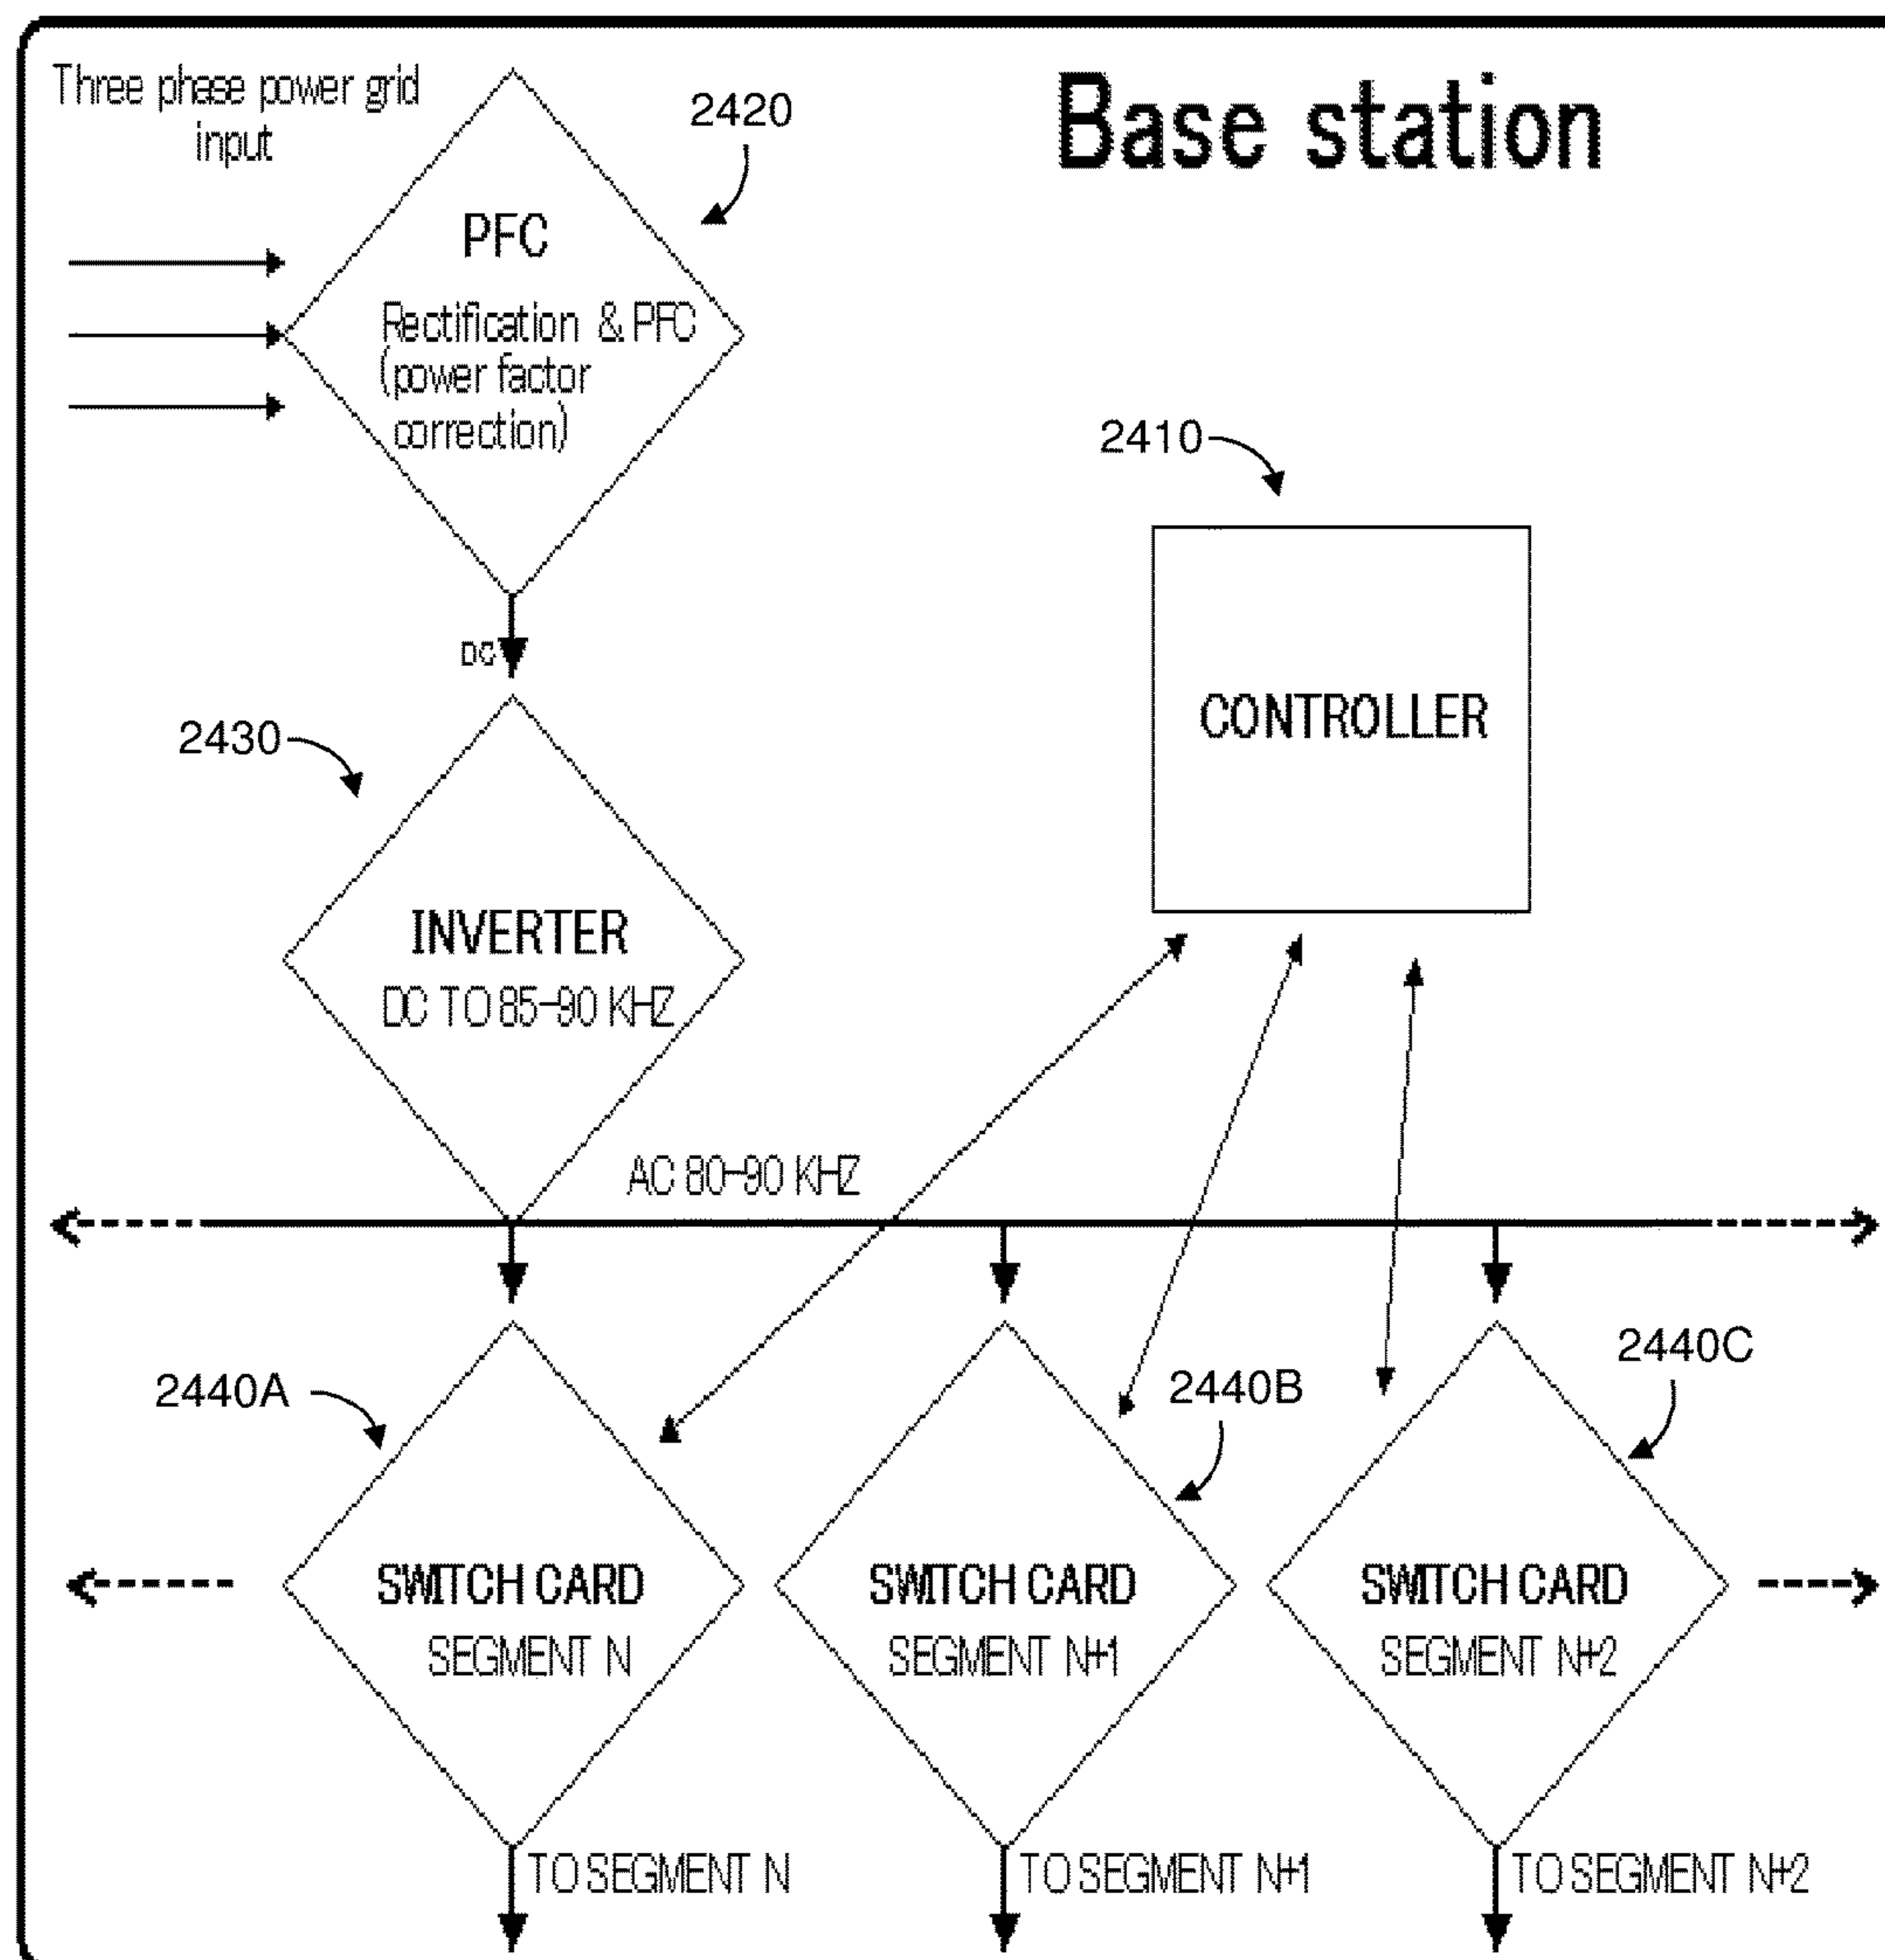 Three phase power grid
input
2420
Base station
PFC
Rectification & PFC
(power factor
correction)
2410
DC
2430
CONTROLLER
INVERTER
DC TO 85-90 KHZ
AC 80-90 KHZ
2440A
2440B
2440C
SWITCH CARD
SEGMENT N
SWITCH CARD
SEGMENT N+1
SWITCH CARD
SEGMENT N+2
TO SEGMENT N
TO SEGMENT N+1
TO SEGMENT N+2